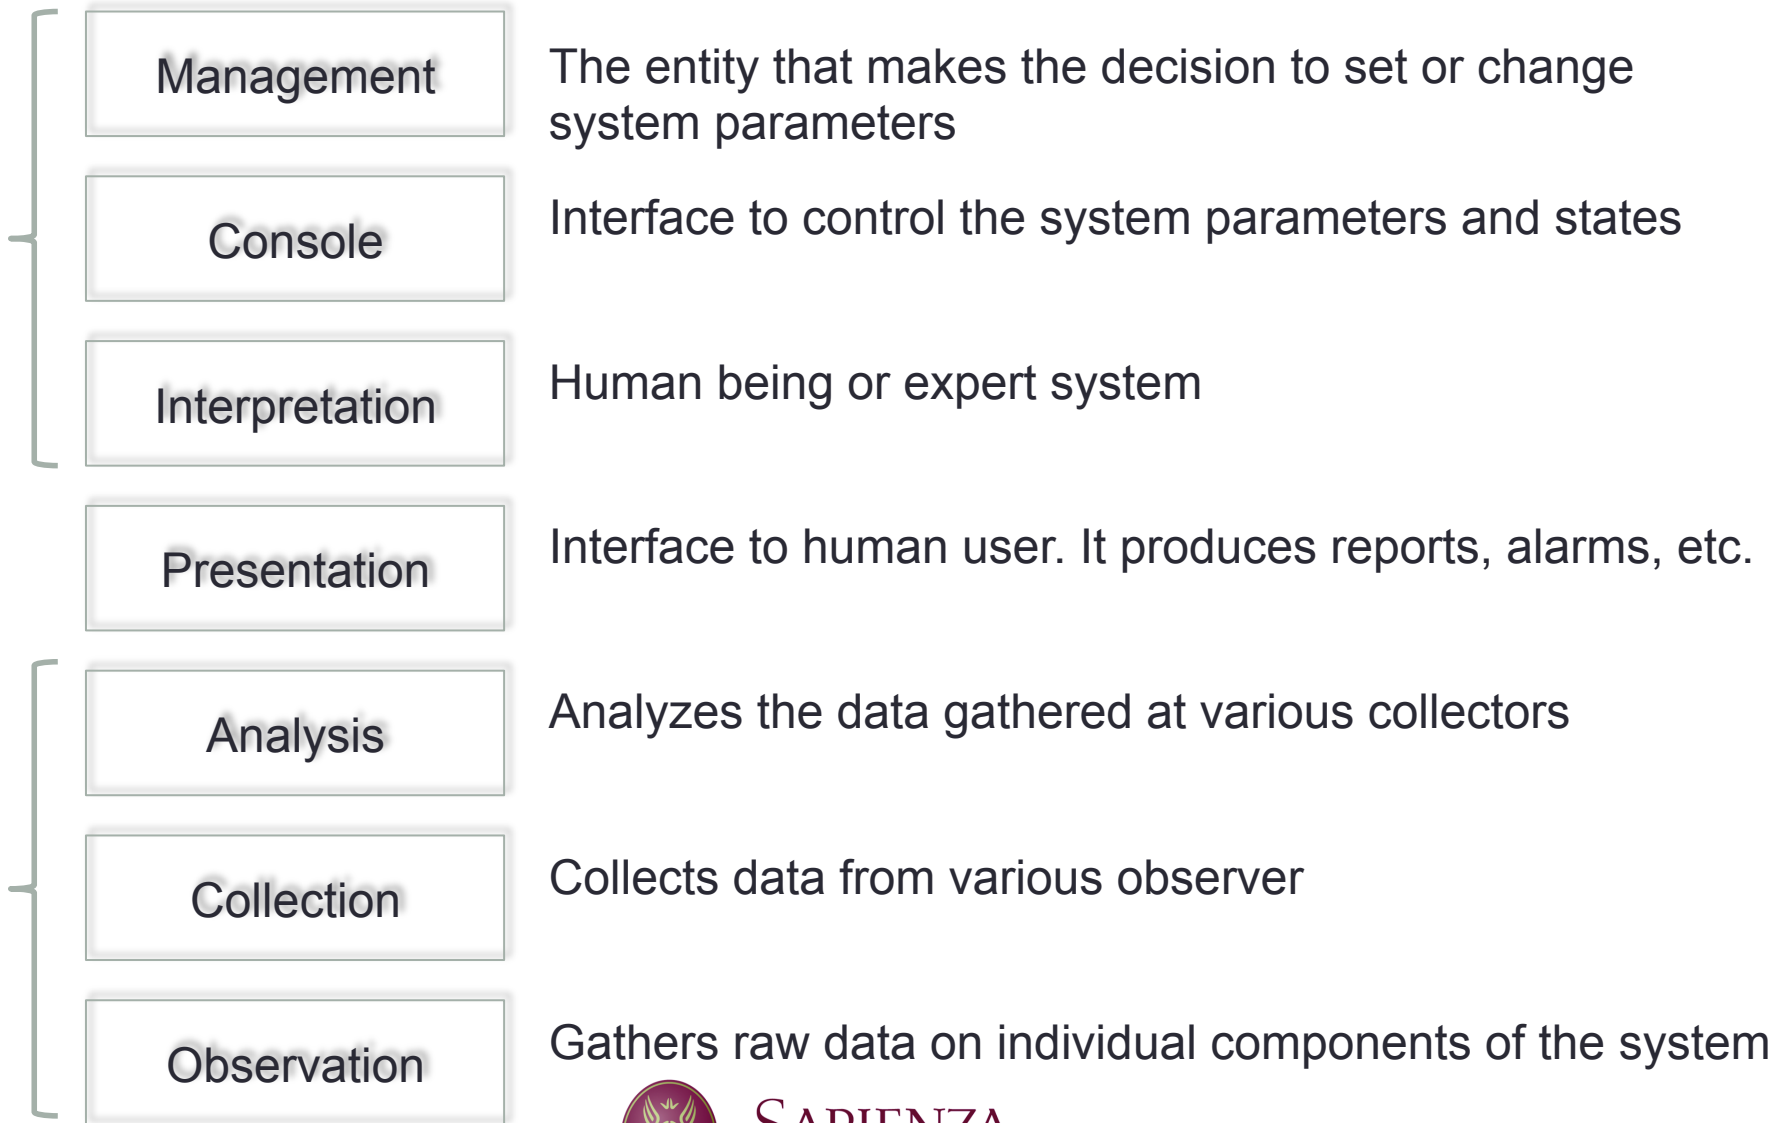 Management
The entity that makes the decision to set or change
system parameters
Console
Interface to control the system parameters and states
Interpretation
Human being or expert system
Presentation
Interface to human user. It produces reports, alarms, etc.
Analysis
Analyzes the data gathered at various collectors
Collection
Collects data from various observer
Observation
Gathers raw data on individual components of the system
SAPIENZA